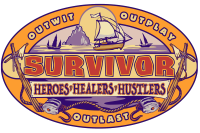 OUTWIT OUTPLAY
SURVIVOR
HEROES v HEALERS v HUSTLERS
OUTLAST